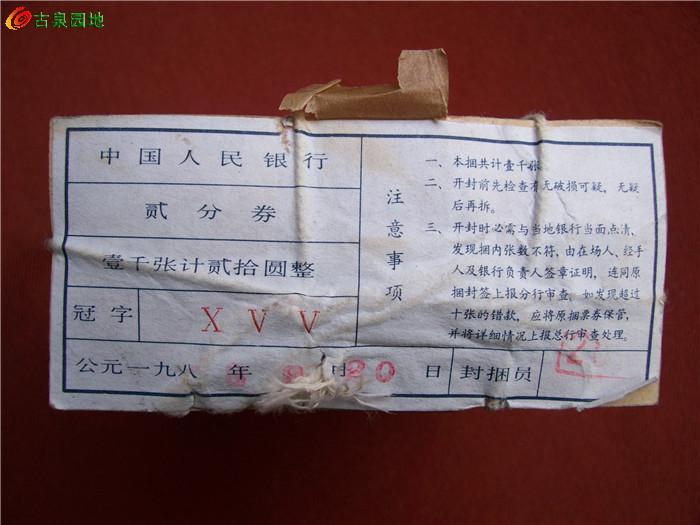 古泉园地
中国人民银行
贰分券
壹千张计贰拾圆整
冠字 XVV
公元一九八 年 9 月 20 日 封捆员
注意事项
一、本捆共计壹千张
二、开封前先检查有无破损可疑，无疑
后再拆。
三、开封时必需与当地银行当面点清，
发现捆内张数不符，由在场人、经手
人及银行负责人签章证明，连同原
捆封签上报分行审查。如发现超过
十张的错款，应将原捆票券保管，
并将详细情况上报总行审查处理。